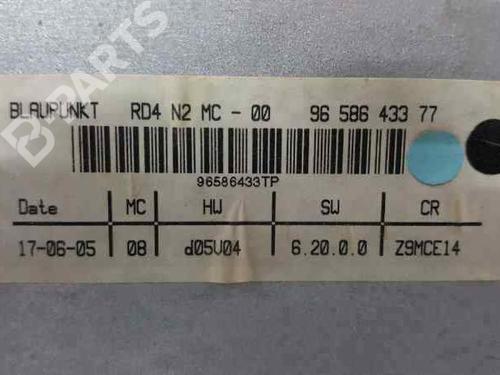 B-PARTS
BLAUPUNKT RD4 N2 MC - 00 96 586 433 77
96586433TP
Date MC HW SW CR
17-06-05 08 d05V04 6.20.0.0 Z9MCE14